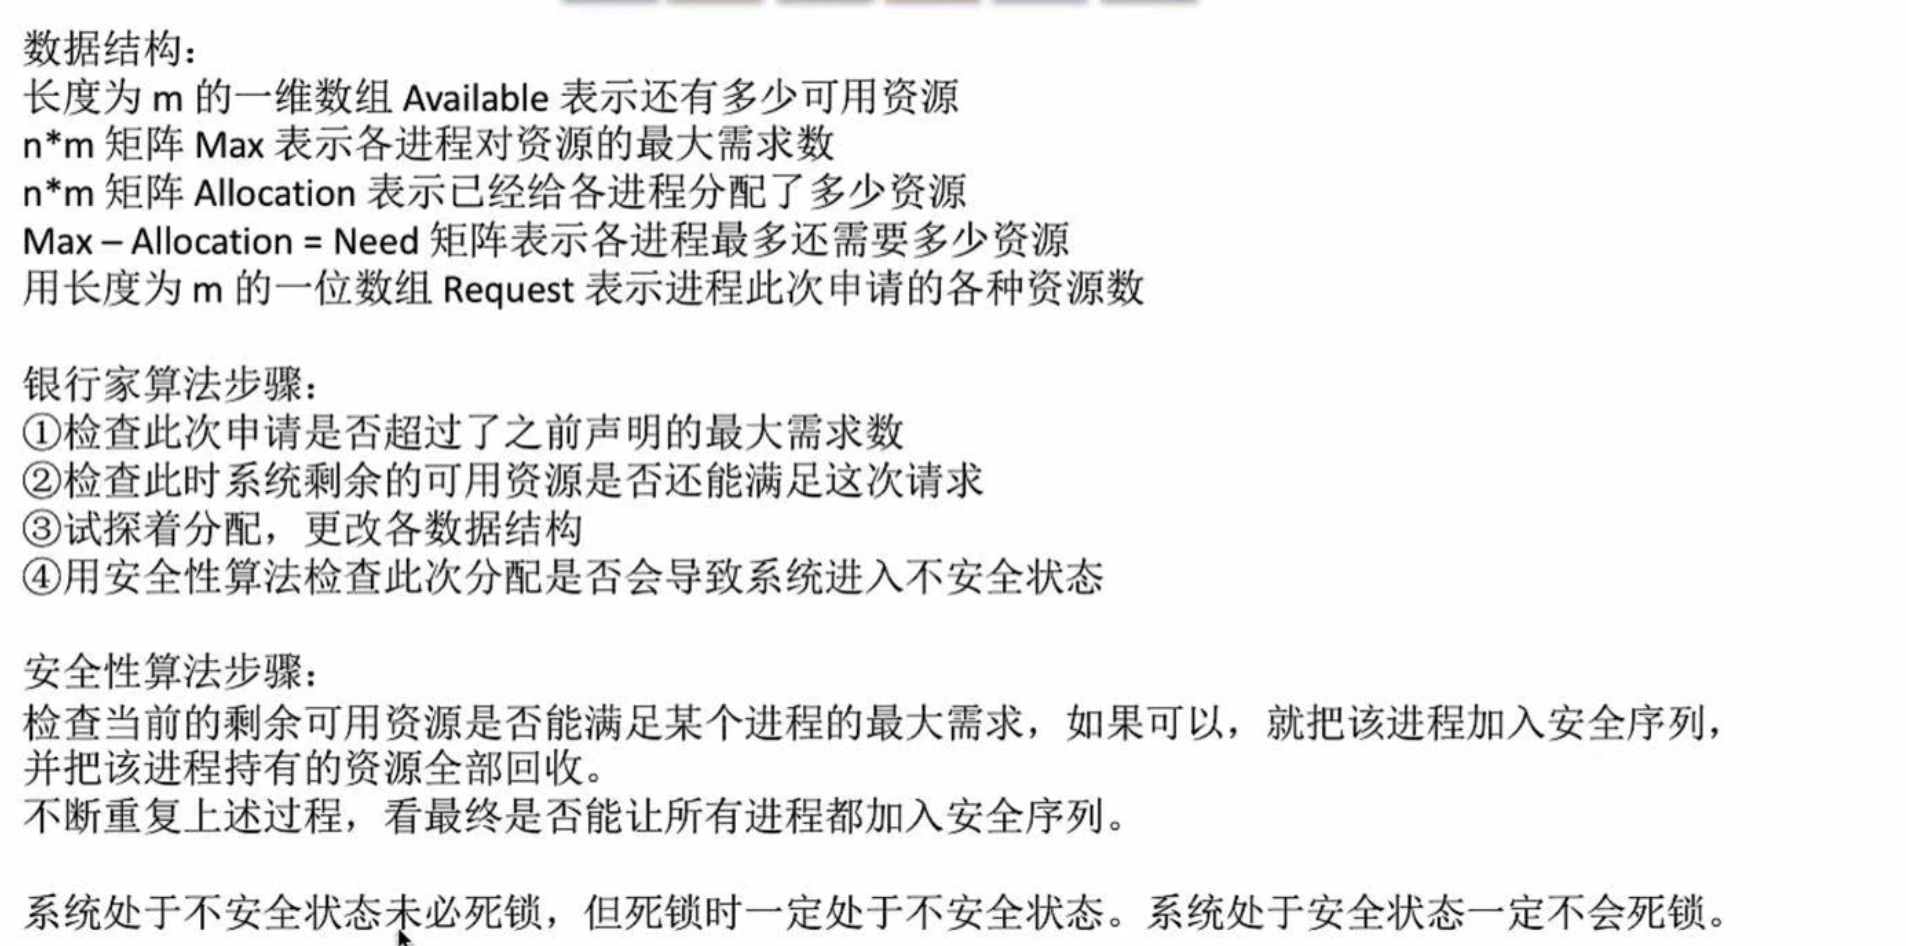 数据结构：
长度为 m 的一维数组 Available 表示还有多少可用资源
n*m 矩阵 Max 表示各进程对资源的最大需求数
n*m 矩阵 Allocation 表示已经给各进程分配了多少资源
Max – Allocation = Need 矩阵表示各进程最多还需要多少资源
用长度为 m 的一位数组 Request 表示进程此次申请的各种资源数
银行家算法步骤：
①检查此次申请是否超过了之前声明的最大需求数
②检查此时系统剩余的可用资源是否还能满足这次请求
③试探着分配，更改各数据结构
④用安全性算法检查此次分配是否会导致系统进入不安全状态
安全性算法步骤：
检查当前的剩余可用资源是否能满足某个进程的最大需求，如果可以，就把该进程加入安全序列，
并把该进程持有的资源全部回收。
不断重复上述过程，看最终是否能让所有进程都加入安全序列。
系统处于不安全状态未必死锁，但死锁时一定处于不安全状态。系统处于安全状态一定不会死锁。